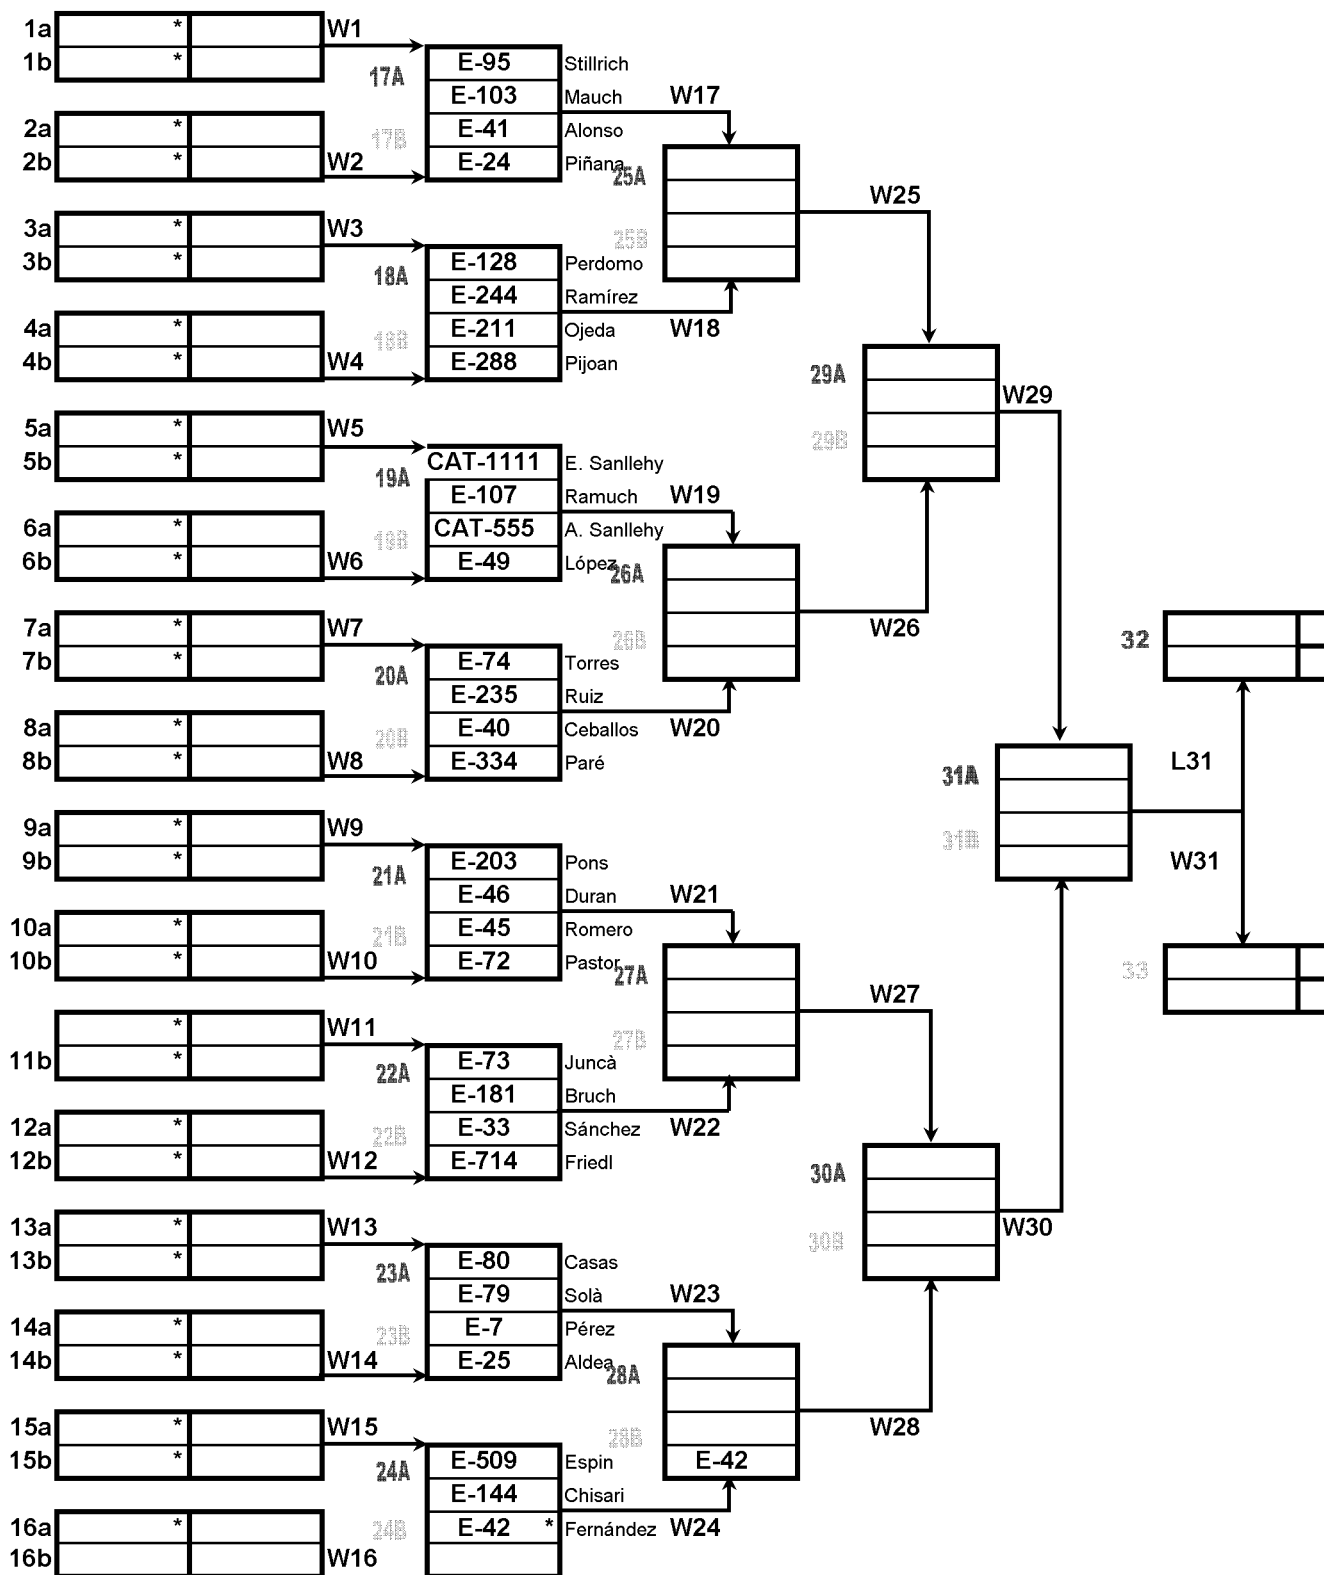 1a * W1
1b *
17A
E-95 Stillrich
E-103 Mauch W17
2a * 17B E-41 Alonso
2b * W2 E-24 Piñana
25A
3a * W3 W25
3b * 25B
18A E-128 Perdomo
E-244 Ramírez
4a * 18B E-211 Ojeda W18
4b * W4 E-288 Pijoan
29A
W29
5a * W5
5b * 29B
19A CAT-1111 E. Sanllehy
E-107 Ramuch W19
6a * 19B CAT-555 A. Sanllehy
6b * W6 E-49 López
26A
7a * W7 W26
7b * 26B 32
20A E-74 Torres
E-235 Ruiz
8a * 20B E-40 Ceballos W20
8b * W8 E-334 Paré
31A L31
9a * W9
9b * 31B
21A E-203 Pons W31
E-46 Duran W21
10a * 21B E-45 Romero
10b * W10 E-72 Pastor
27A 33
W27
* W11
11b * 27B
22A E-73 Juncà
E-181 Bruch
12a * 22B E-33 Sánchez W22
12b * W12 E-714 Friedl
30A
13a * W13 W30
13b * 30B
23A E-80 Casas
E-79 Solà W23
14a * 23B E-7 Pérez
14b * W14 E-25 Aldea
28A
15a * W15 W28
15b * 28B
24A E-509 Espin E-42
E-144 Chisari
16a * 24B E-42 * Fernández W24
16b W16